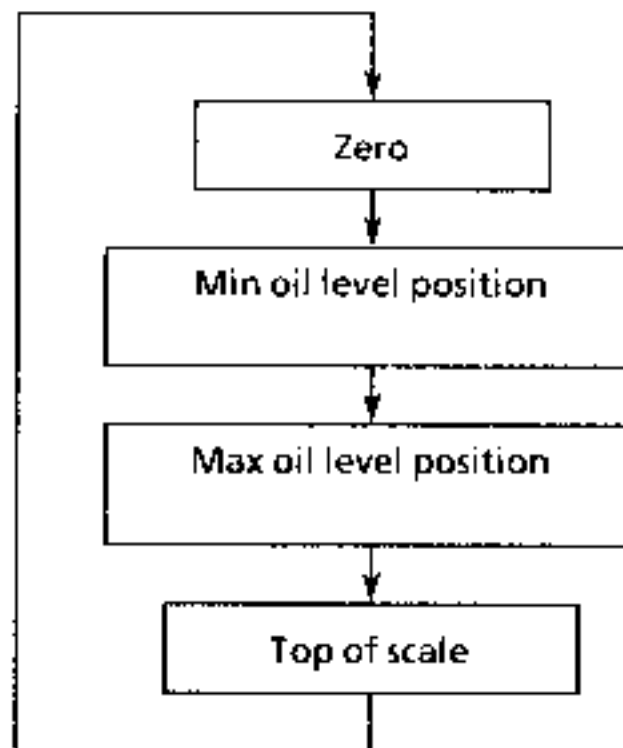 Zero
Min oil level position
Max oil level position
Top of scale